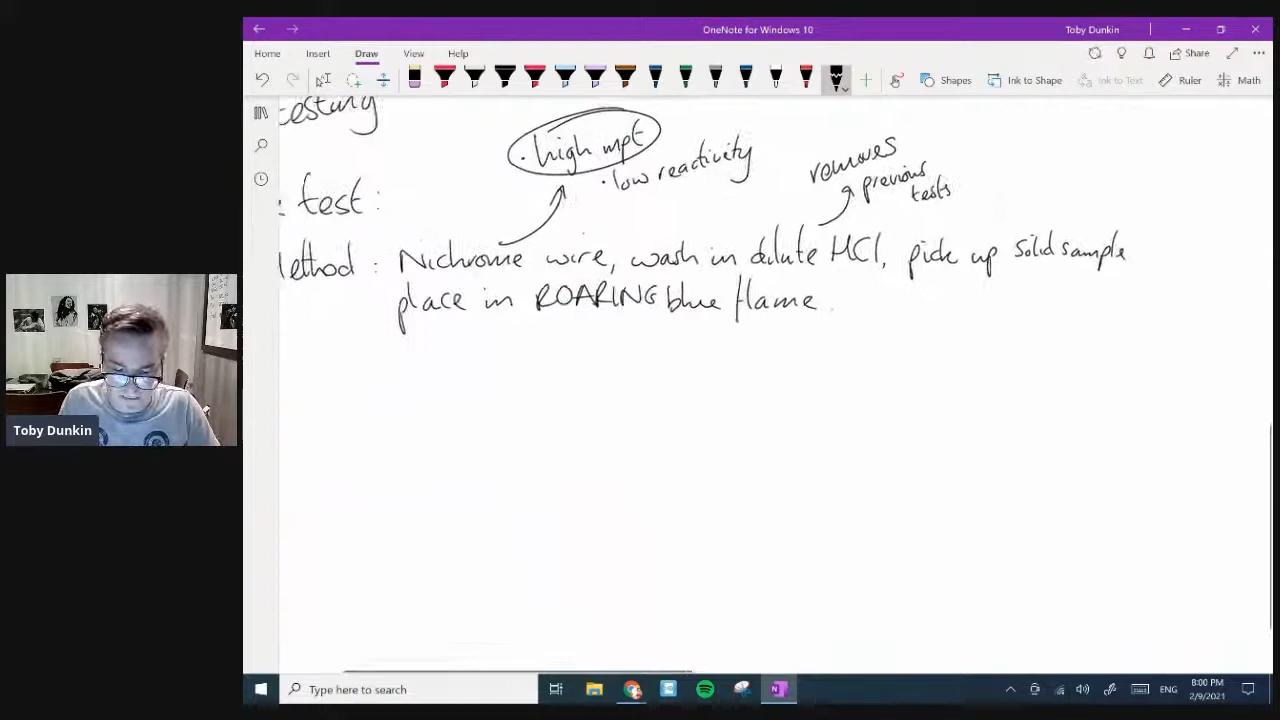 OneNote for Windows 10
Toby Dunkin
Home Insert Draw View Help
Share
Shapes
Ink to Shape
Ink to Text
Ruler
Math
testing
· high mpt
· low reactivity
removes
previous
tests
: test :
ethod : Nichrome wire, wash in dilute HCl, pick up solid sample
place in ROARING blue flame.
Toby Dunkin
Type here to search
ENG
8:00 PM
2/9/2021